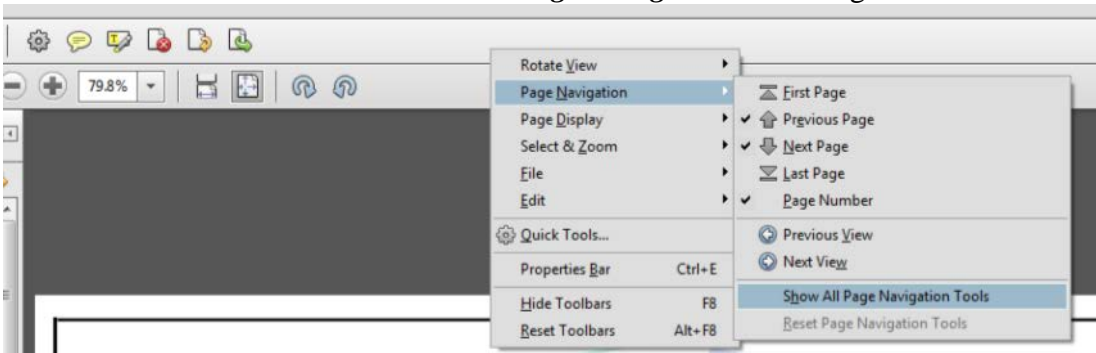 79.8%
Rotate View
Page Navigation
Page Display
Select & Zoom
File
Edit
Quick Tools...
Properties Bar Ctrl+E
Hide Toolbars F8
Reset Toolbars Alt+F8
First Page
Previous Page
Next Page
Last Page
Page Number
Previous View
Next View
Show All Page Navigation Tools
Reset Page Navigation Tools